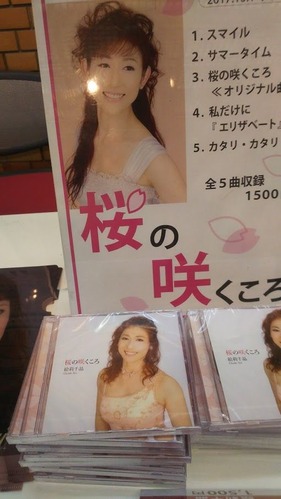 1. スマイル
2. サマータイム
3. 桜の咲くころ
≪オリジナル曲
4. 私だけに
『エリザベート』
5. カタリ・カタリ
全5曲収録
1500
桜の
咲くころ
桜の咲くころ
桜の咲くころ